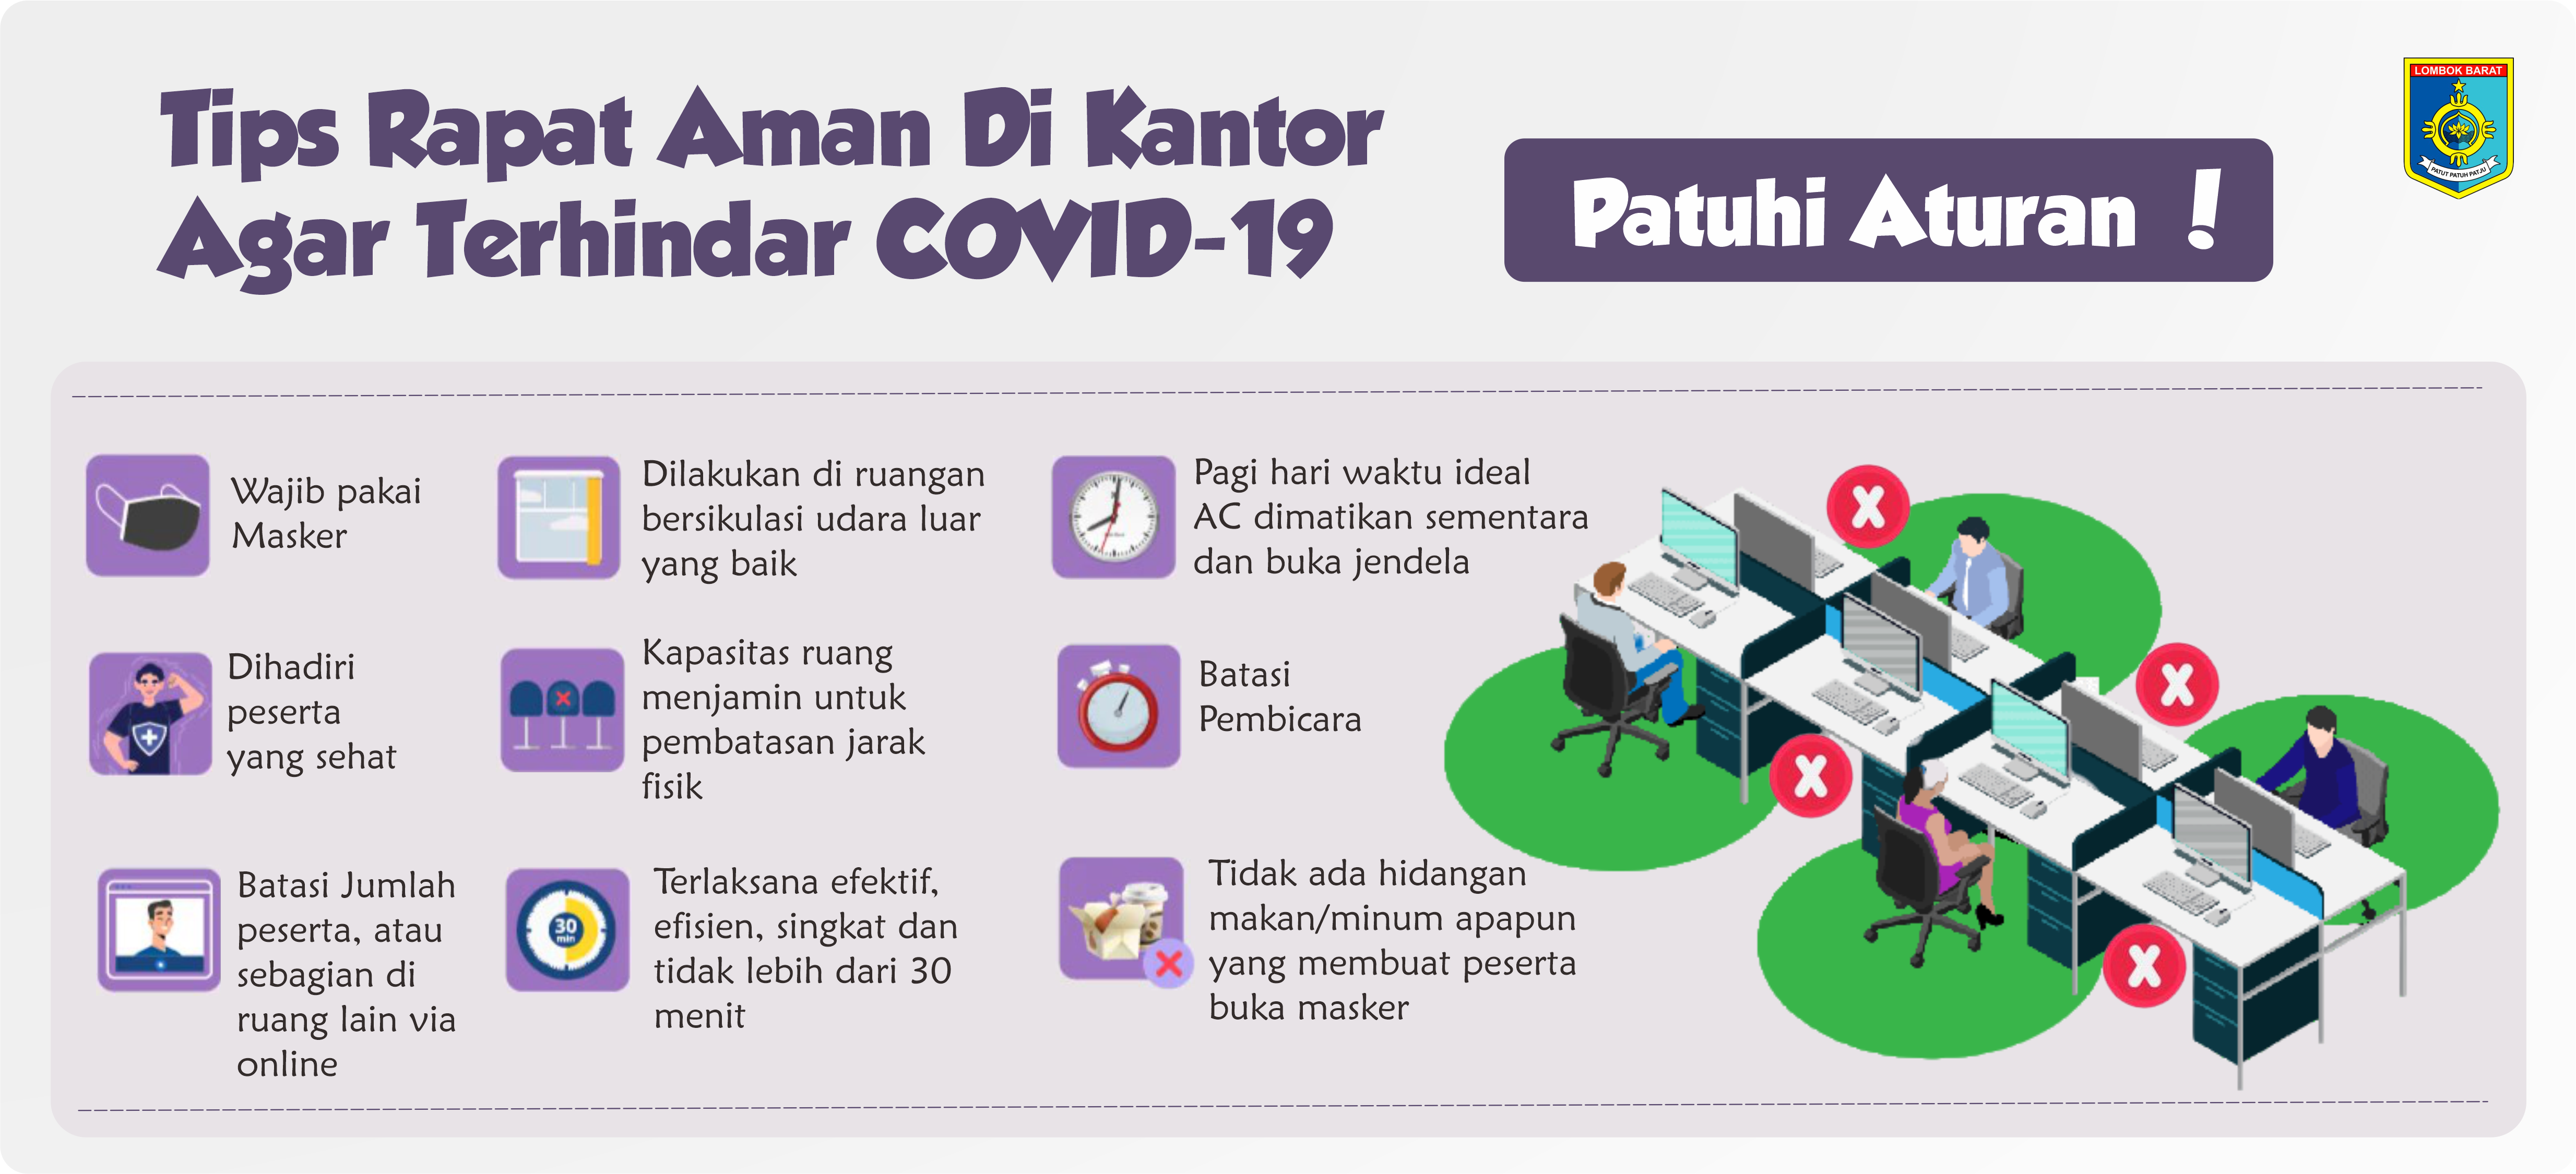 Tips Rapat Aman Di Kantor
Agar Terhindar COVID-19
Patuhi Aturan !
LOMBOK BARAT
PATUT PATUH PATJU
Wajib pakai
Masker
Dihadiri
peserta
yang sehat
Batasi Jumlah
peserta, atau
sebagian di
ruang lain via
online
Dilakukan di ruangan
bersikulasi udara luar
yang baik
Kapasitas ruang
menjamin untuk
pembatasan jarak
fisik
30
min
Terlaksana efektif,
efisien, singkat dan
tidak lebih dari 30
menit
Pagi hari waktu ideal
AC dimatikan sementara
dan buka jendela
Batasi
Pembicara
Tidak ada hidangan
makan/minum apapun
yang membuat peserta
buka masker